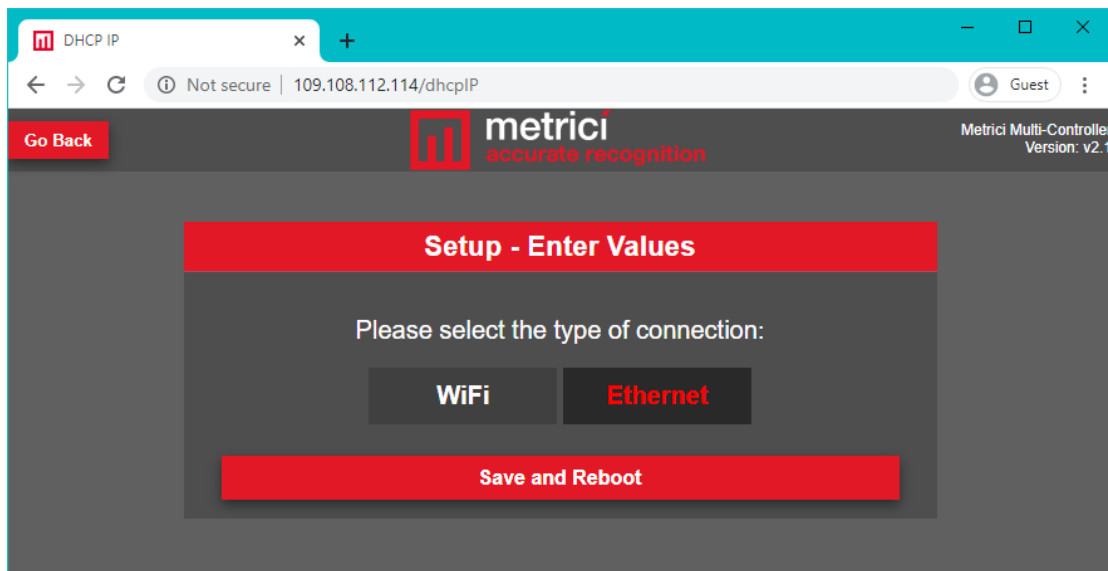 DHCP IP
Not secure | 109.108.112.114/dhcpIP
Guest
Go Back
metrici
accurate recognition
Metrici Multi-Controller
Version: v2.1
Setup - Enter Values
Please select the type of connection:
WiFi
Ethernet
Save and Reboot